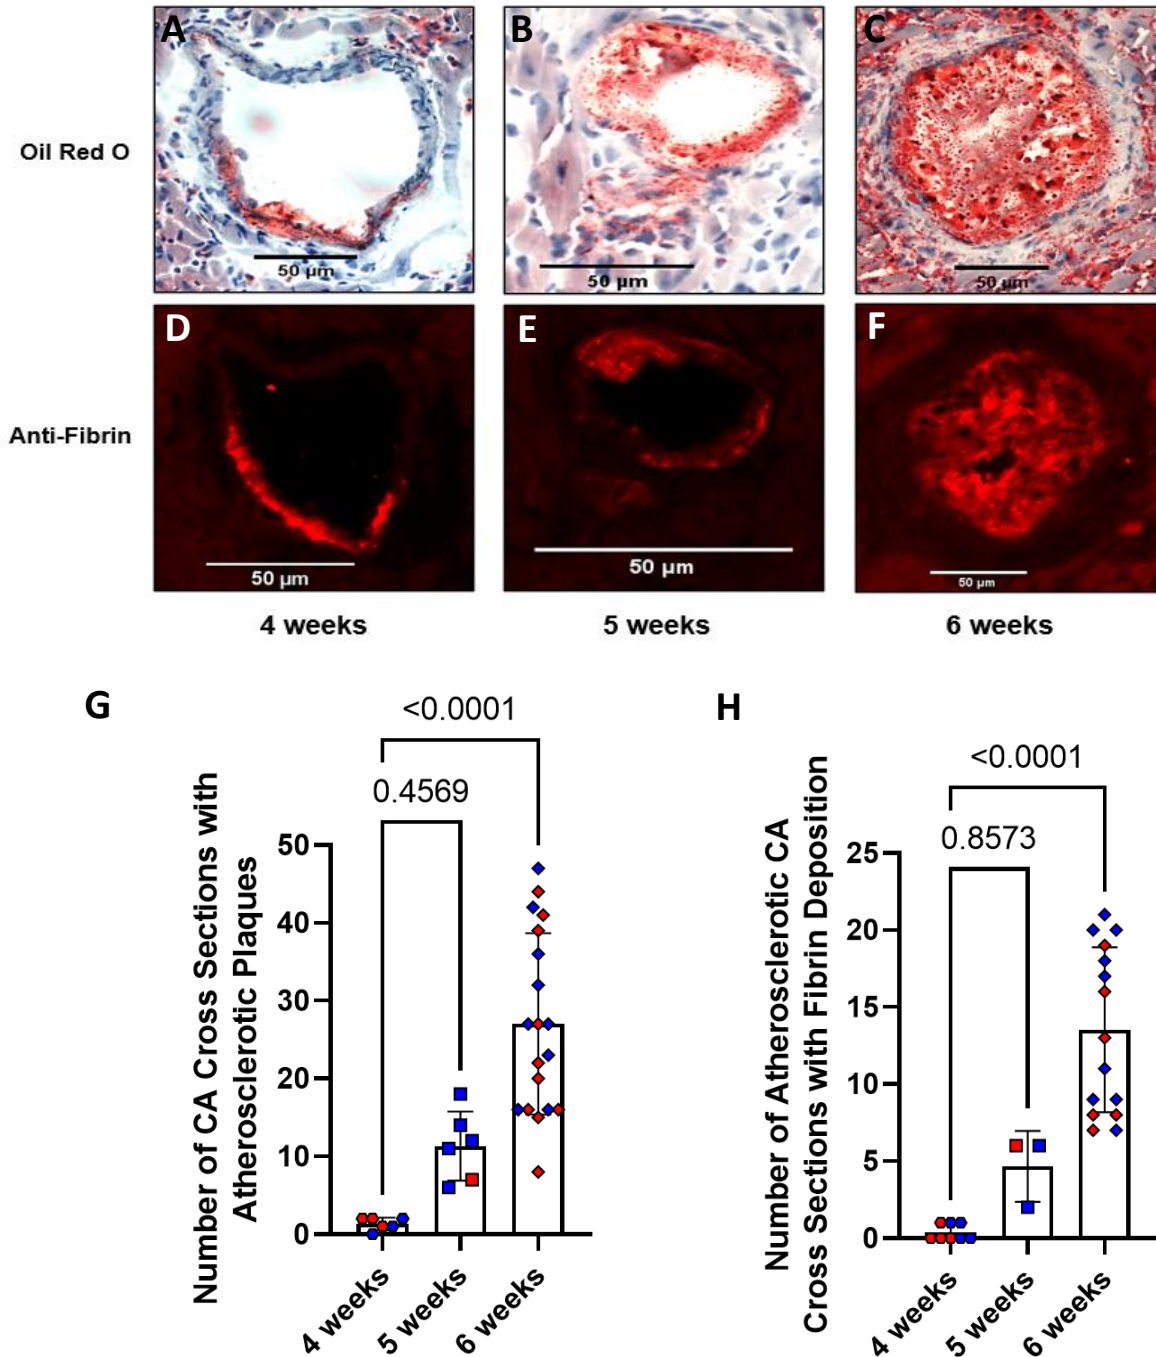 A
B
C
Oil Red O
50 µm
50 µm
50 µm
D
E
F
Anti-Fibrin
50 µm
50 µm
50 µm
4 weeks
5 weeks
6 weeks
G
<0.0001
0.4569
Number of CA Cross Sections with
Atherosclerotic Plaques
50
40
30
20
10
0
4 weeks
5 weeks
6 weeks
H
<0.0001
0.8573
Number of Atherosclerotic CA
Cross Sections with Fibrin Deposition
25
20
15
10
5
0
4 weeks
5 weeks
6 weeks